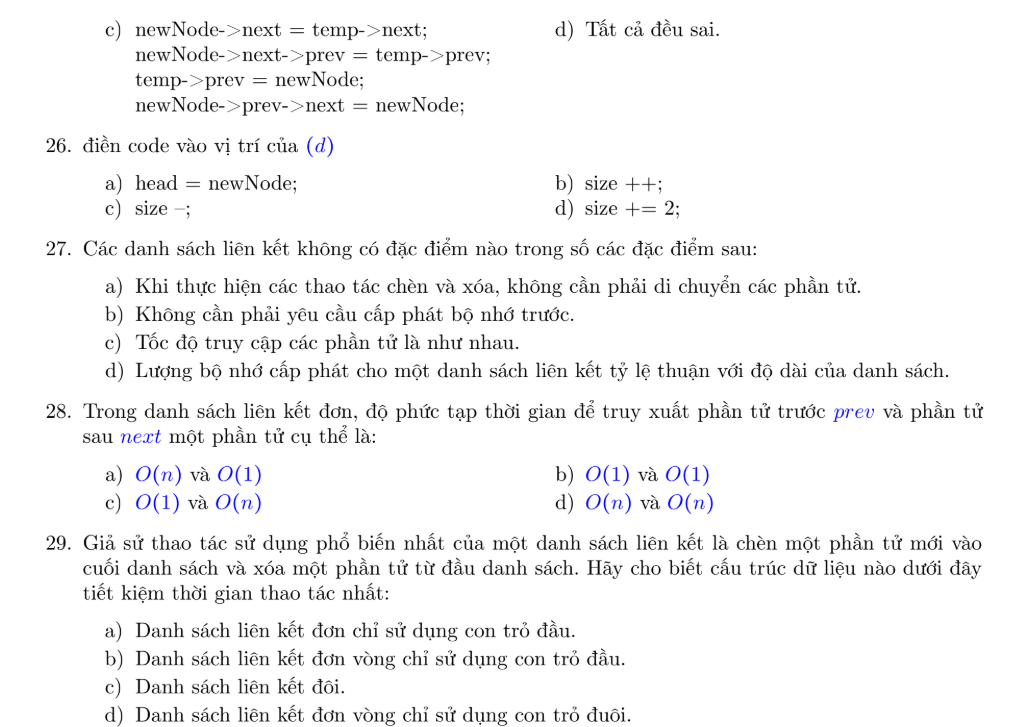 c) newNode->next = temp->next;
newNode->next->prev = temp->prev;
temp->prev = newNode;
newNode->prev->next = newNode;
d) Tất cả đều sai.
26. điền code vào vị trí của (d)
a) head = newNode;
b) size ++;
c) size –;
d) size += 2;
27. Các danh sách liên kết không có đặc điểm nào trong số các đặc điểm sau:
a) Khi thực hiện các thao tác chèn và xóa, không cần phải di chuyển các phần tử.
b) Không cần phải yêu cầu cấp phát bộ nhớ trước.
c) Tốc độ truy cập các phần tử là như nhau.
d) Lượng bộ nhớ cấp phát cho một danh sách liên kết tỷ lệ thuận với độ dài của danh sách.
28. Trong danh sách liên kết đơn, độ phức tạp thời gian để truy xuất phần tử trước prev và phần tử
sau next một phần tử cụ thể là:
a) O(n) và O(1)
b) O(1) và O(1)
c) O(1) và O(n)
d) O(n) và O(n)
29. Giả sử thao tác sử dụng phổ biến nhất của một danh sách liên kết là chèn một phần tử mới vào
cuối danh sách và xóa một phần tử từ đầu danh sách. Hãy cho biết cấu trúc dữ liệu nào dưới đây
tiết kiệm thời gian thao tác nhất:
a) Danh sách liên kết đơn chỉ sử dụng con trỏ đầu.
b) Danh sách liên kết đơn vòng chỉ sử dụng con trỏ đầu.
c) Danh sách liên kết đôi.
d) Danh sách liên kết đơn vòng chỉ sử dụng con trỏ đuôi.